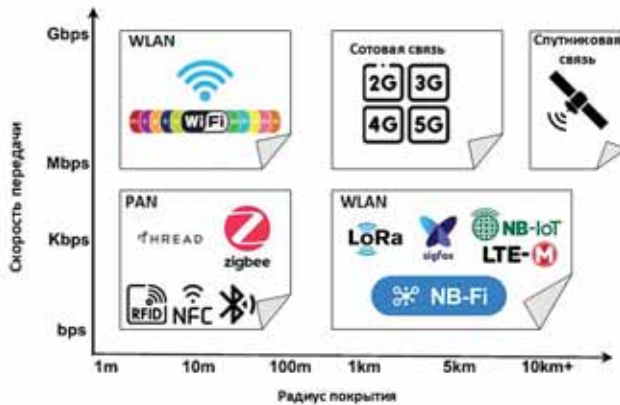 Gbps
Mbps
Kbps
bps
Скорость передачи
WLAN
WiFi
Сотовая связь
2G 3G
4G 5G
Спутниковая
связь
PAN
THREAD
zigbee
RFID NFC
WLAN
LoRa
sigfox
NB-IoT
LTE-M
NB-Fi
1m 10m 100m 1km 5km 10km+
Радиус покрытия